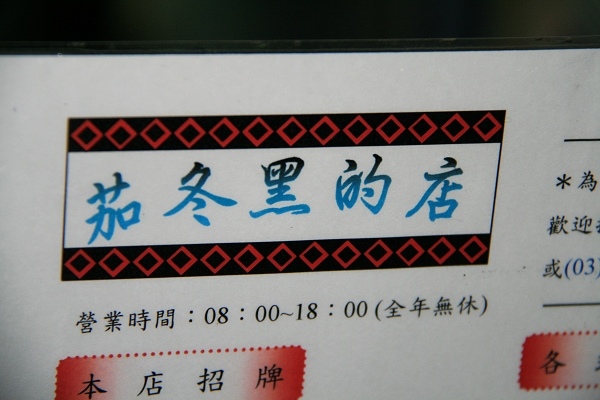 茄冬黑的店
營業時間：08：00~18：00(全年無休)
本店招牌
＊為
歡迎
或(03)
各